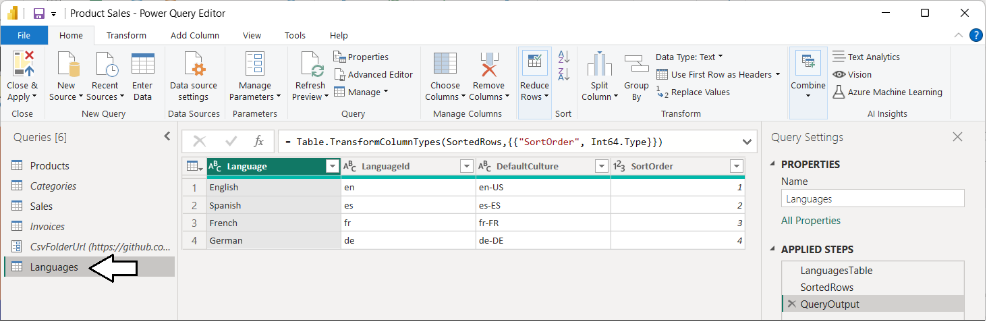 Product Sales - Power Query Editor
File Home Transform Add Column View Tools Help
Close & Apply
New Source
Recent Sources
Enter Data
Data source settings
Manage Parameters
Refresh Preview
Properties
Advanced Editor
Manage
Choose Columns
Remove Columns
Reduce Rows
Split Column
Group By
Data Type: Text
Use First Row as Headers
Replace Values
Combine
Text Analytics
Vision
Azure Machine Learning
Close New Query Data Sources Parameters Query Manage Columns Sort Transform AI Insights
Queries [6]
Products
Categories
Sales
Invoices
CsvFolderUrl (https://github.co...
Languages
fx = Table.TransformColumnTypes(SortedRows,{{"SortOrder", Int64.Type}})
ABC Language ABC LanguageId ABC DefaultCulture 123 SortOrder
1 English en en-US 1
2 Spanish es es-ES 2
3 French fr fr-FR 3
4 German de de-DE 4
Query Settings
PROPERTIES
Name
Languages
All Properties
APPLIED STEPS
LanguagesTable
SortedRows
QueryOutput